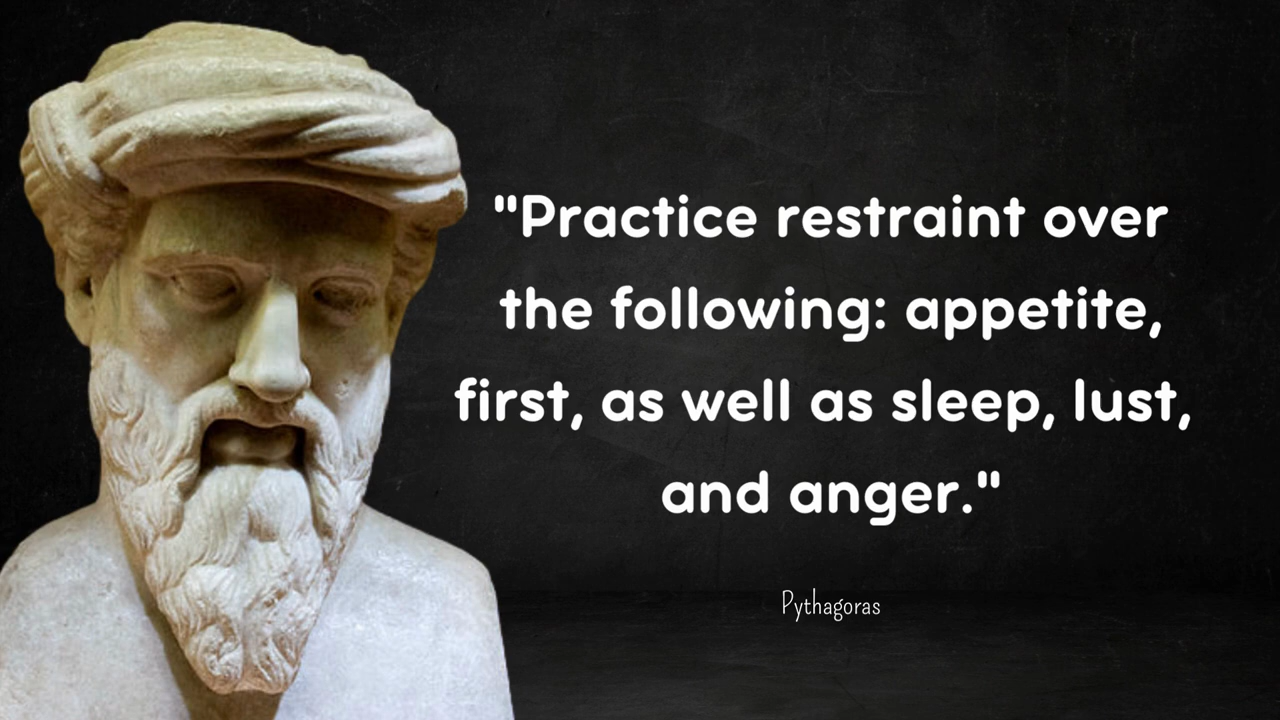 "Practice restraint over
the following: appetite,
first, as well as sleep, lust,
and anger."
Pythagoras